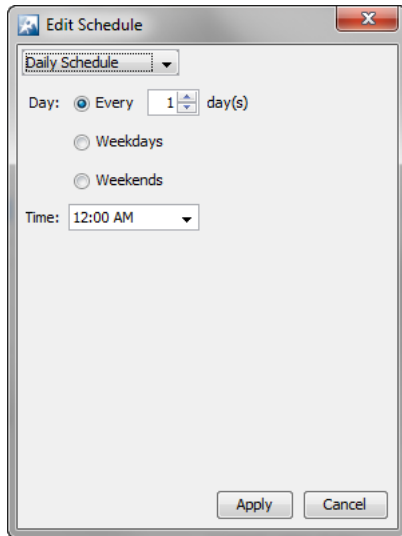 Edit Schedule
Daily Schedule
Day: Every 1 day(s)
Weekdays
Weekends
Time: 12:00 AM
Apply Cancel